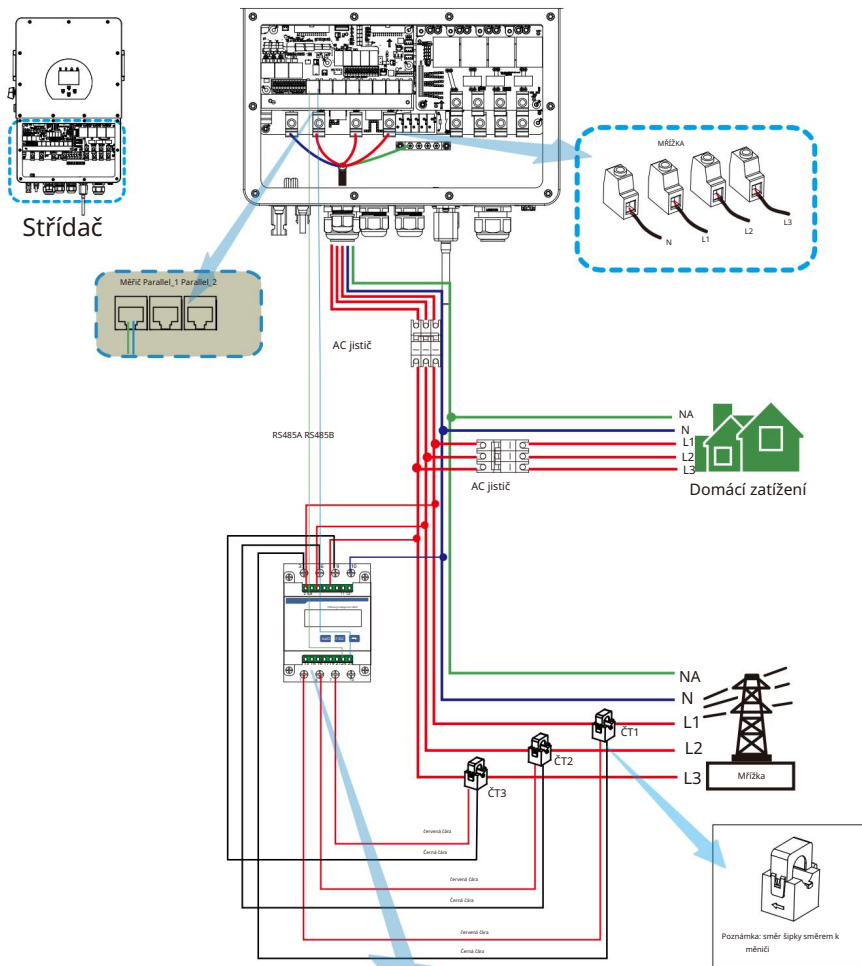 Střídač
MŘÍŽKA
N
L1
L2
L3
Měřič Parallel_1 Parallel_2
AC jistič
RS485A RS485B
NA
N
L1
L2
L3
AC jistič
Domácí zatížení
NA
N
L1
L2
L3
ČT1
ČT2
ČT3
Mřížka
červená čára
Černá čára
červená čára
Černá čára
červená čára
Černá čára
Poznámka: směr šipky směrem k
měniči